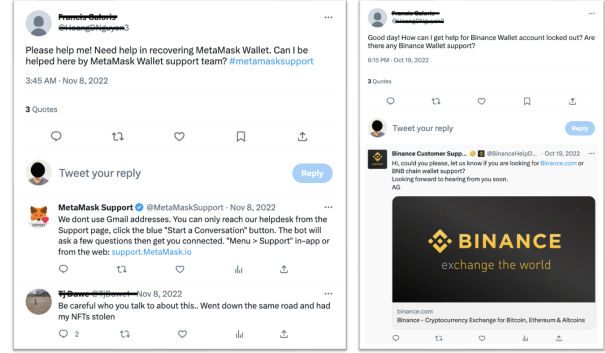 Francis Galaris
@HoangDNguyen3
Please help me! Need help in recovering MetaMask Wallet. Can I be
helped here by MetaMask Wallet support team? #metamasksupport
3:45 AM · Nov 8, 2022
3 Quotes
Tweet your reply
Reply
MetaMask Support @MetaMaskSupport · Nov 8, 2022
We dont use Gmail addresses. You can only reach our helpdesk from the
Support page, click the blue "Start a Conversation" button. The bot will
ask a few questions then get you connected. "Menu > Support" in-app or
from the web: support.MetaMask.io
SUPPORT
Nov 8, 2022
Be careful who you talk to about this.. Went down the same road and had
my NFTs stolen
2
Good day! How can I get help for Binance Wallet account locked out? Are
there any Binance Wallet support?
6:15 PM · Oct 19, 2022
3 Quotes
Tweet your reply
Reply
Binance Customer Supp... @BinanceHelpD... · Oct 19, 2022
Hi, could you please, let us know if you are looking for Binance.com or
BNB chain wallet support?
Looking forward to hearing from you soon.
AG
BINANCE
exchange the world
binance.com
Binance - Cryptocurrency Exchange for Bitcoin, Ethereum & Altcoins